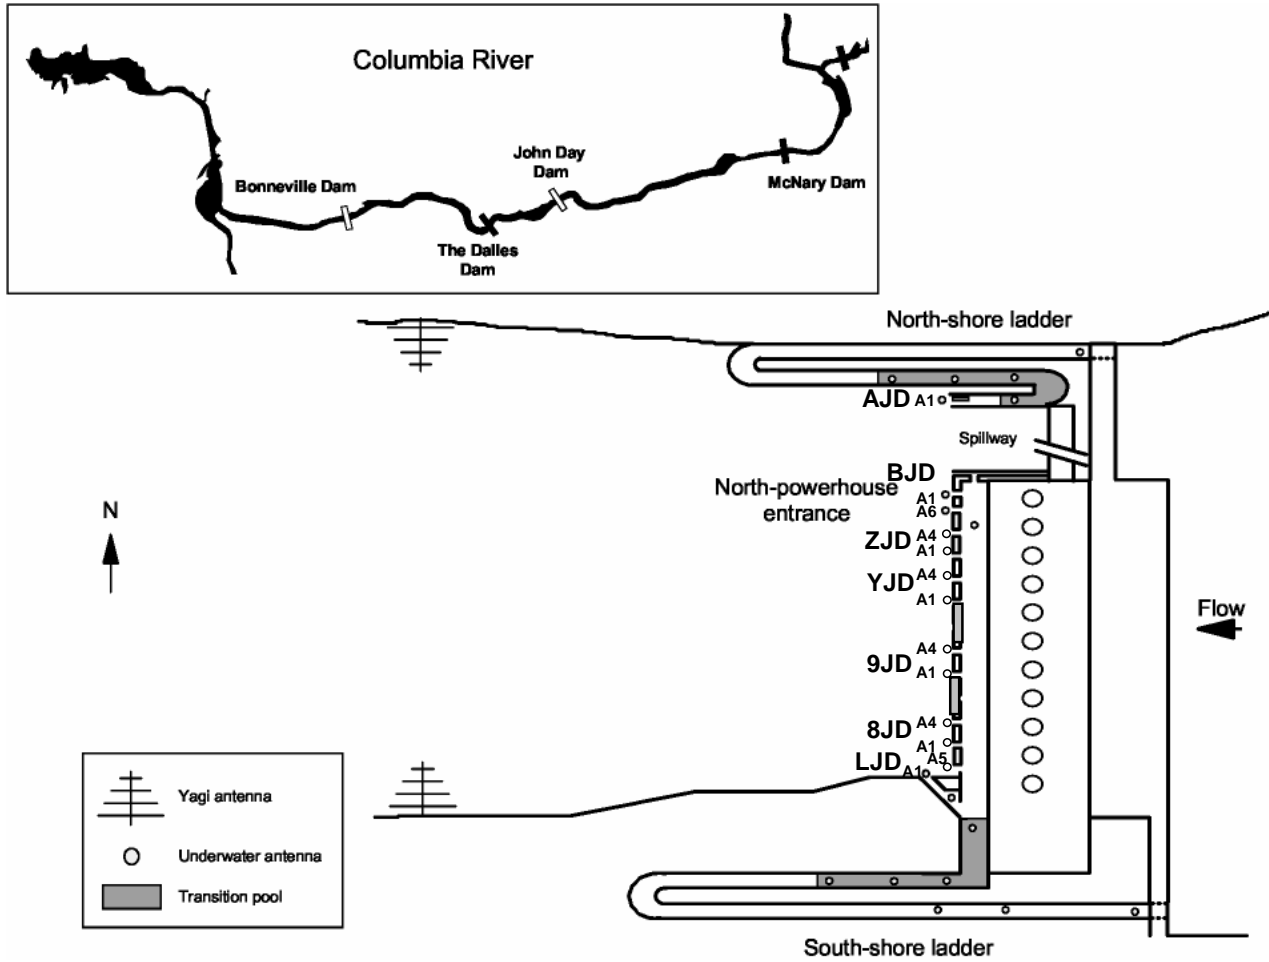 Columbia River
John Day
Dam
Bonneville Dam
McNary Dam
The Dalles
Dam
North-shore ladder
AJD A1
Spillway
BJD
North-powerhouse
entrance
A1
A6
N
ZJD A4
A1
YJD A4
A1
Flow
A4
9JD A1
8JD A4
A1
LJD A1 A5
Yagi antenna
Underwater antenna
Transition pool
South-shore ladder